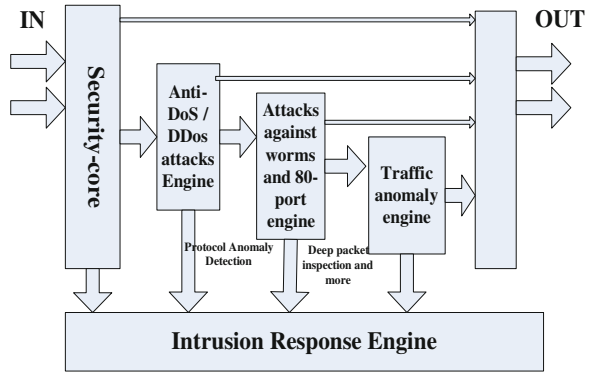 IN
OUT
Security-core
Anti-
DoS /
DDos
attacks
Engine
Attacks
against
worms
and 80-
port
engine
Traffic
anomaly
engine
Protocol Anomaly
Detection
Deep packet
inspection and
more
Intrusion Response Engine